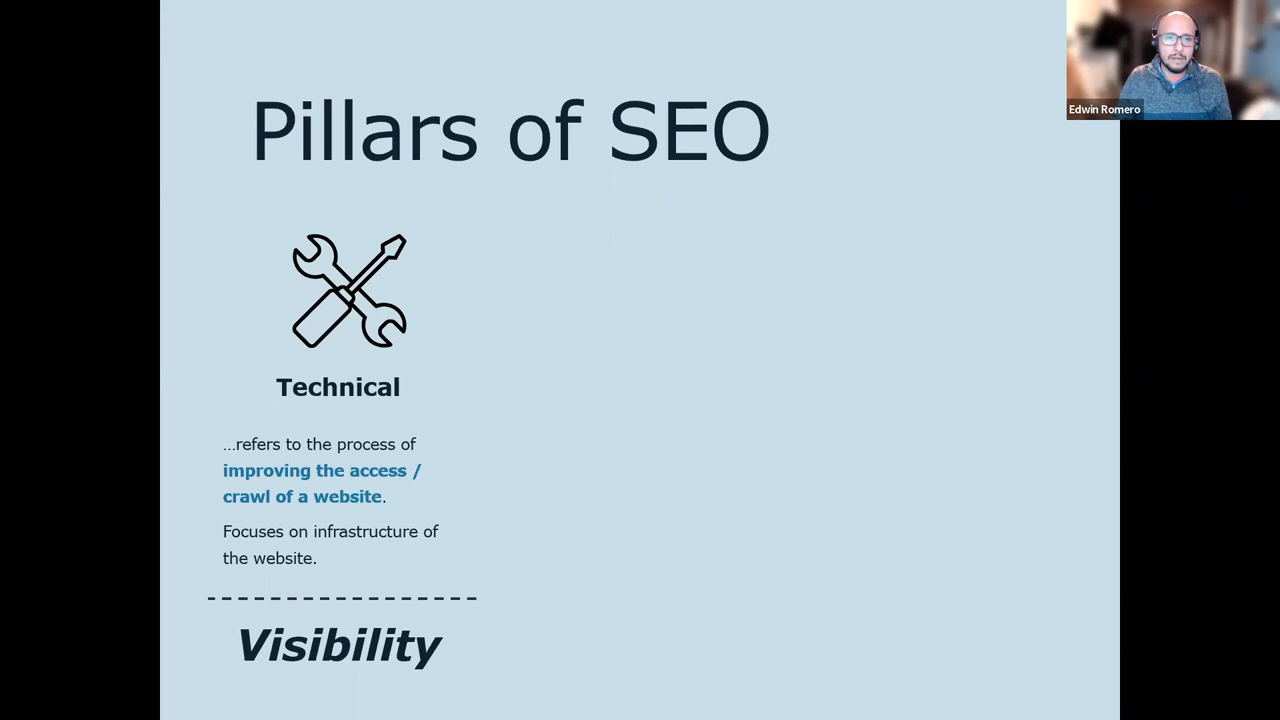 Pillars of SEO
Edwin Romero
Technical
...refers to the process of
improving the access /
crawl of a website.
Focuses on infrastructure of
the website.
Visibility